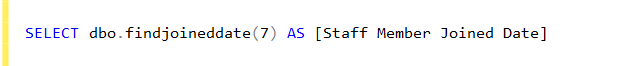 SELECT dbo.findjoineddate(7) AS [Staff Member Joined Date]